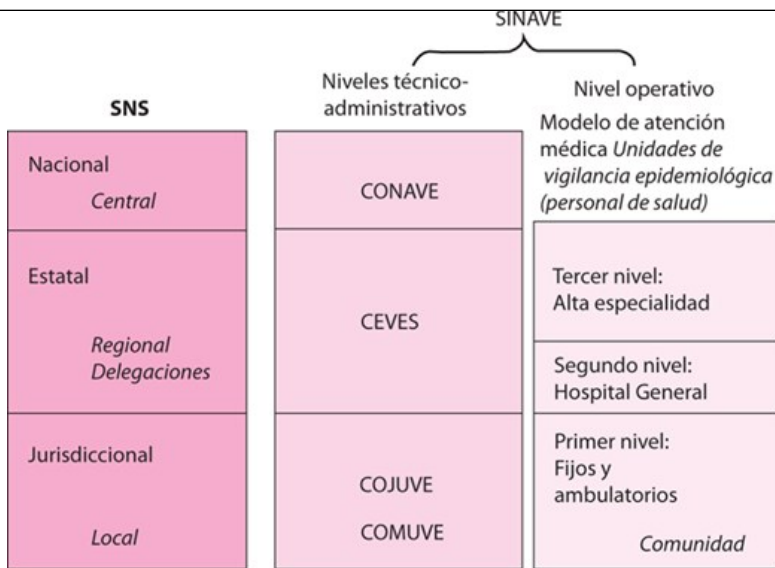 SINAVE
SNS
Nacional
Central
Estatal
Regional
Delegaciones
Jurisdiccional
Local
Niveles técnico-
administrativos
CONAVE
CEVES
COJUVE
COMUVE
Nivel operativo
Modelo de atención
médica Unidades de
vigilancia epidemiológica
(personal de salud)
Tercer nivel:
Alta especialidad
Segundo nivel:
Hospital General
Primer nivel:
Fijos y
ambulatorios
Comunidad